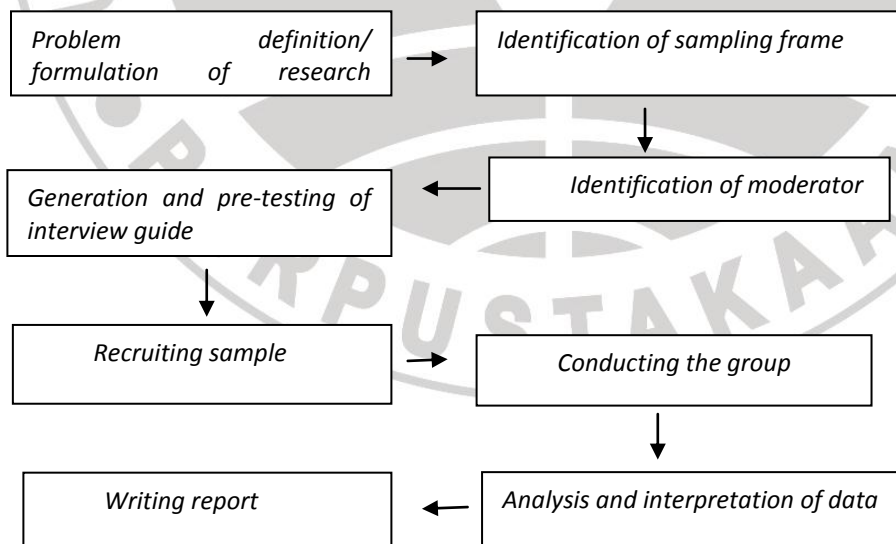 Problem definition/
formulation of research
Identification of sampling frame
Identification of moderator
Generation and pre-testing of
interview guide
Recruiting sample
Conducting the group
Analysis and interpretation of data
Writing report
RPUSTAKAA